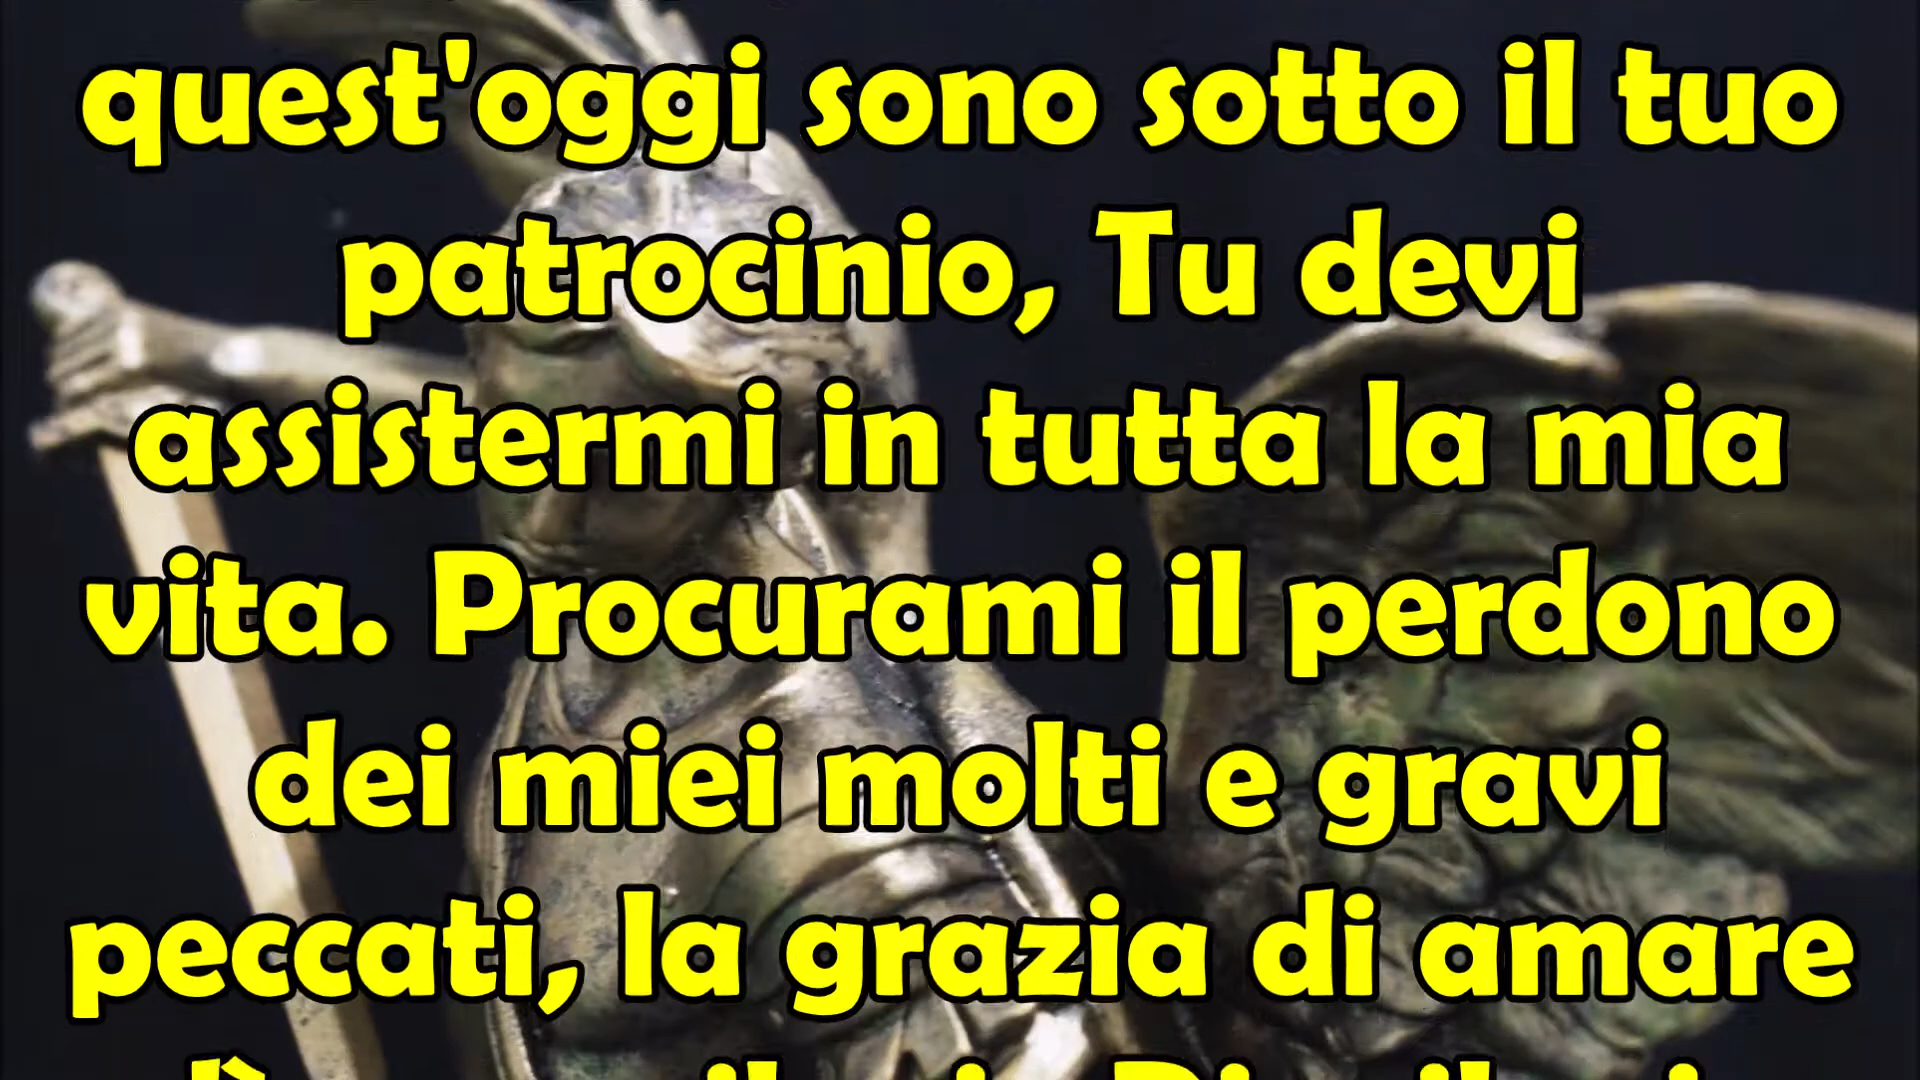 quest'oggi sono sotto il tuo
patrocinio, Tu devi
assistermi in tutta la mia
vita. Procurami il perdono
dei miei molti e gravi
peccati, la grazia di amare